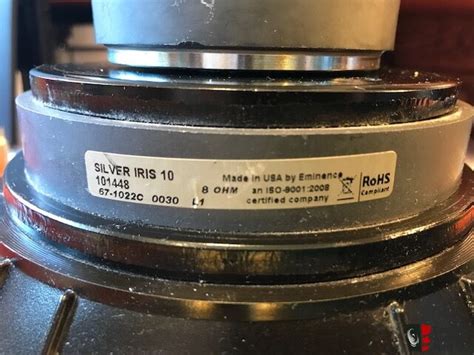 SILVER IRIS 10
101448
67-1022C 0030 L1
8 OHM
Made in USA by Eminence
an ISO-9001:2008
certified company
RoHS
Compliant